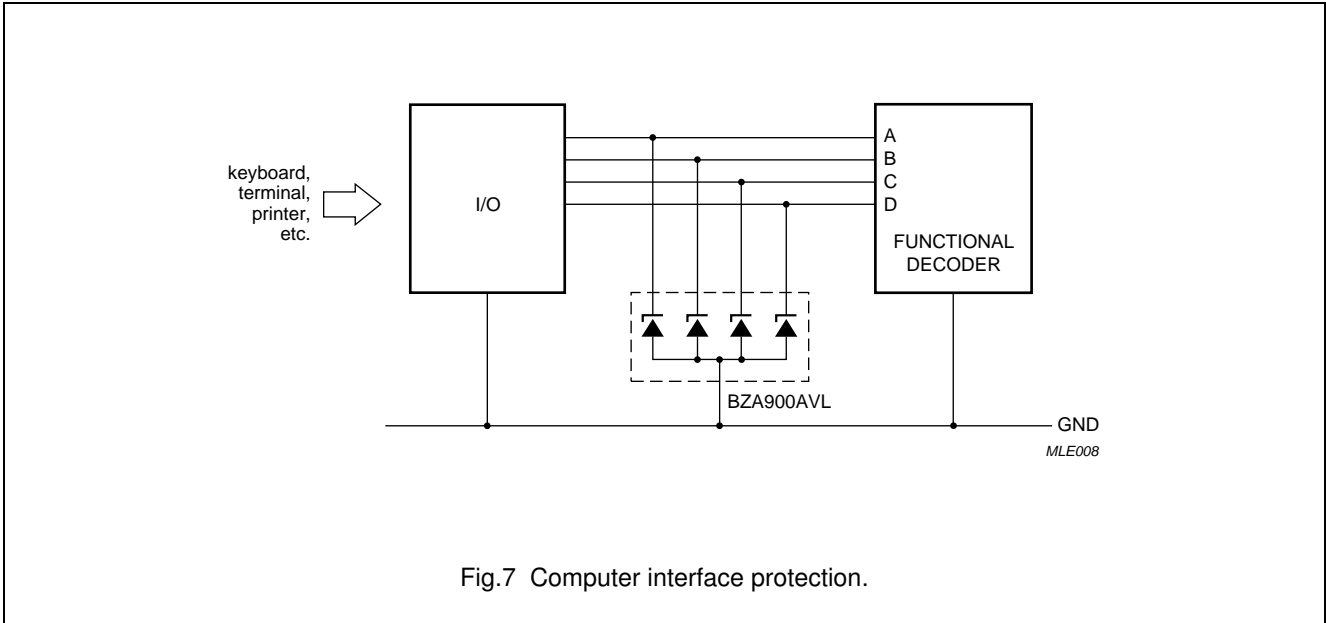 keyboard,
terminal,
printer,
etc.
I/O
A
B
C
D
FUNCTIONAL
DECODER
BZA900AVL
GND
MLE008
Fig.7 Computer interface protection.